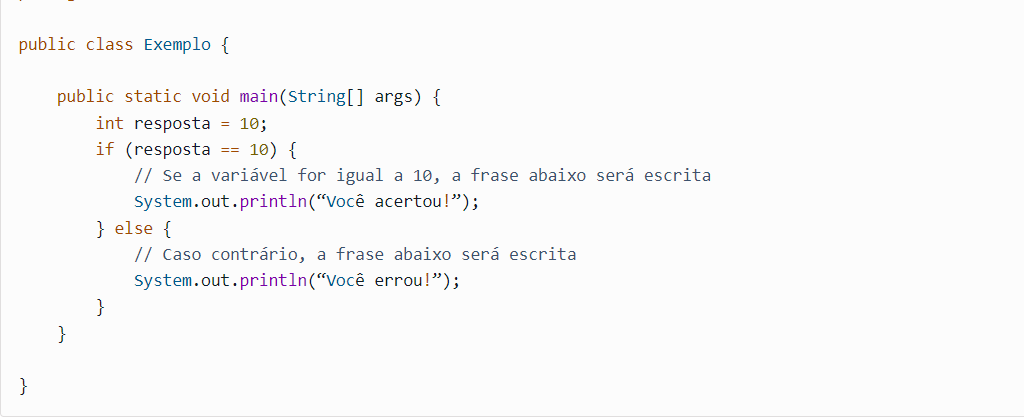 public class Exemplo {
public static void main(String[] args) {
int resposta = 10;
if (resposta == 10) {
// Se a variável for igual a 10, a frase abaixo será escrita
System.out.println(“Você acertou!”);
} else {
// Caso contrário, a frase abaixo será escrita
System.out.println(“Você errou!”);
}
}
}